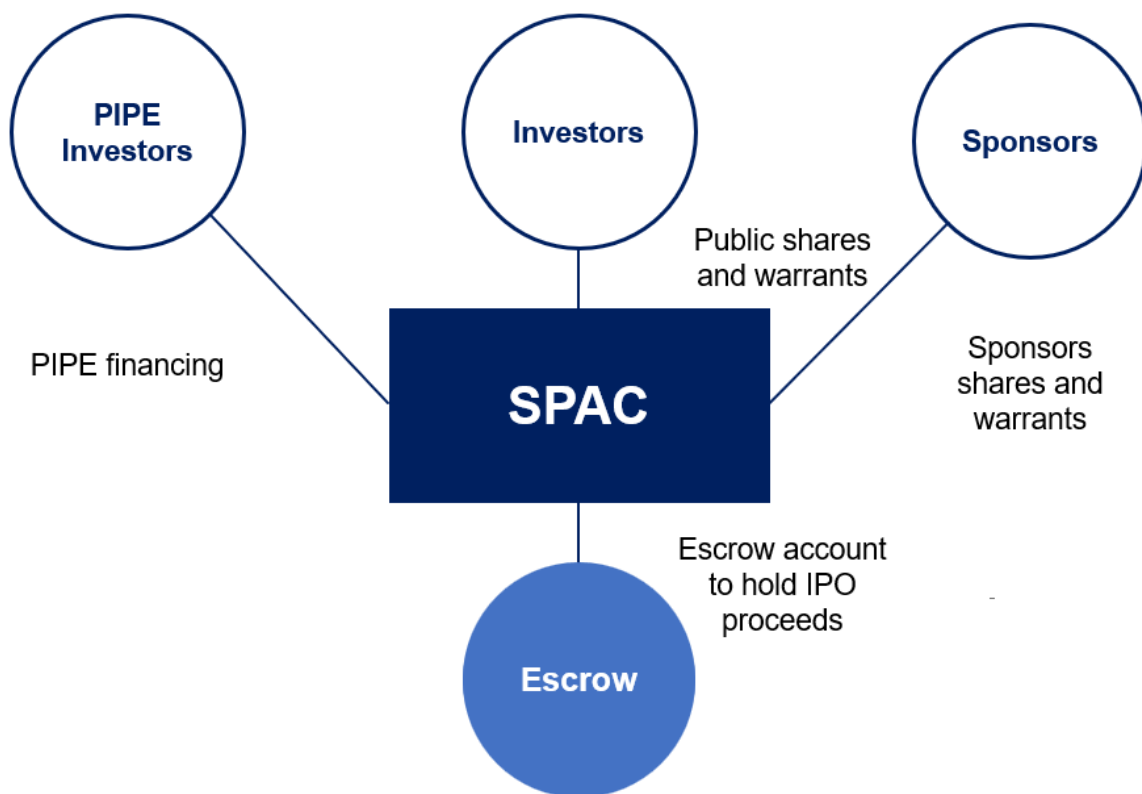 PIPE
Investors
Investors
Sponsors
Public shares
and warrants
PIPE financing
SPAC
Sponsors
shares and
warrants
Escrow account
to hold IPO
proceeds
-
Escrow